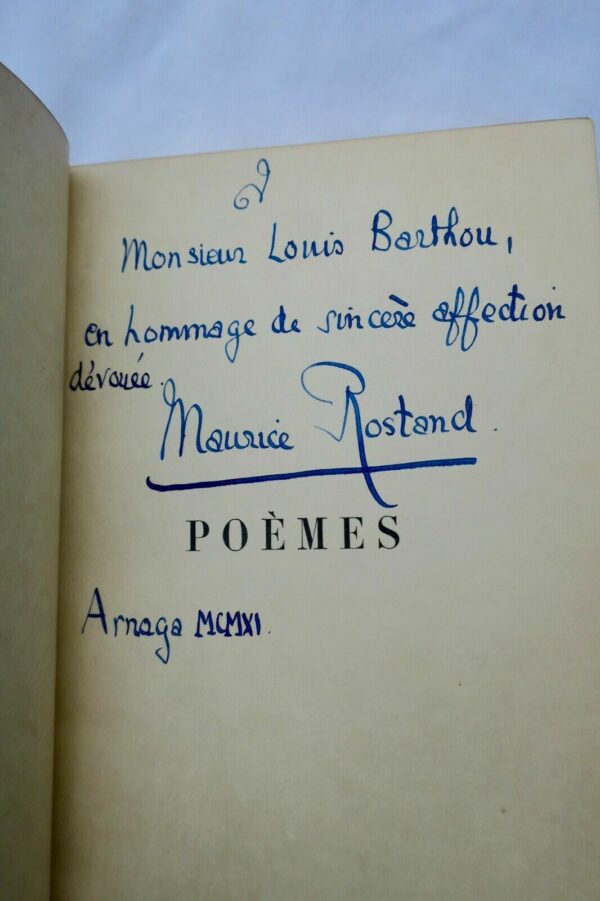 à
Monsieur Louis Barthou,
en hommage de sincère affection
dévouée.
Maurice Rostand.
POÈMES
Arnaga MCMXI.